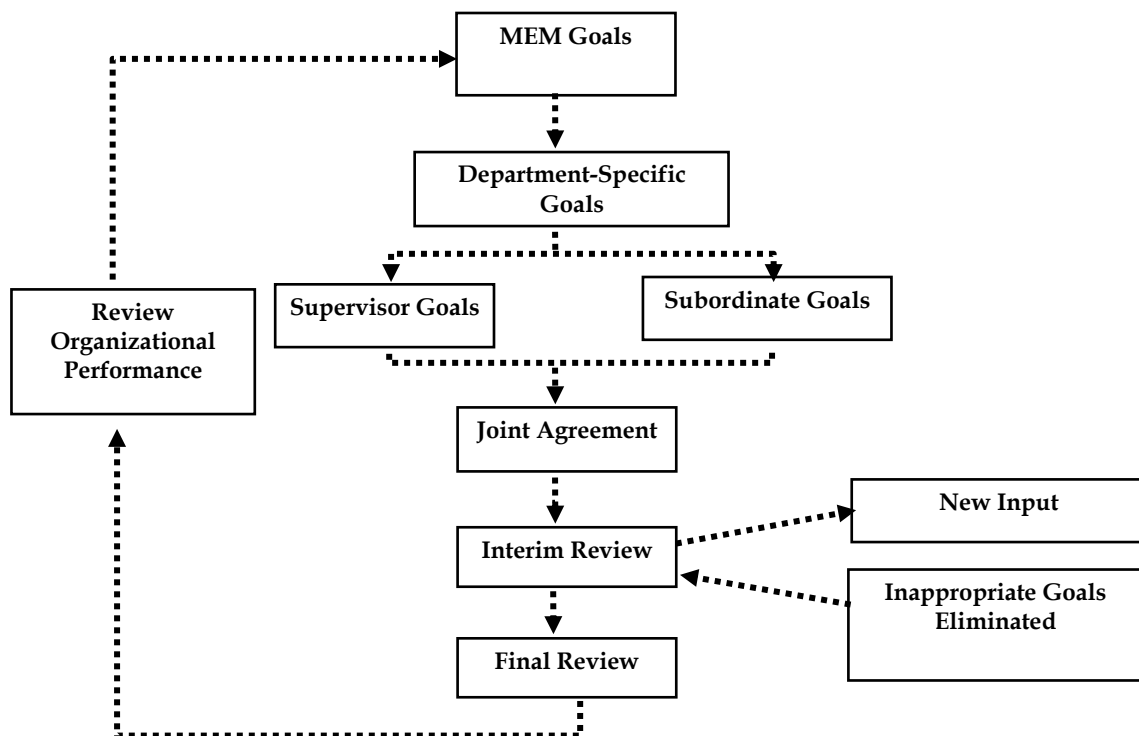 MEM Goals
Department-Specific
Goals
Supervisor Goals
Subordinate Goals
Review
Organizational
Performance
Joint Agreement
New Input
Interim Review
Inappropriate Goals
Eliminated
Final Review